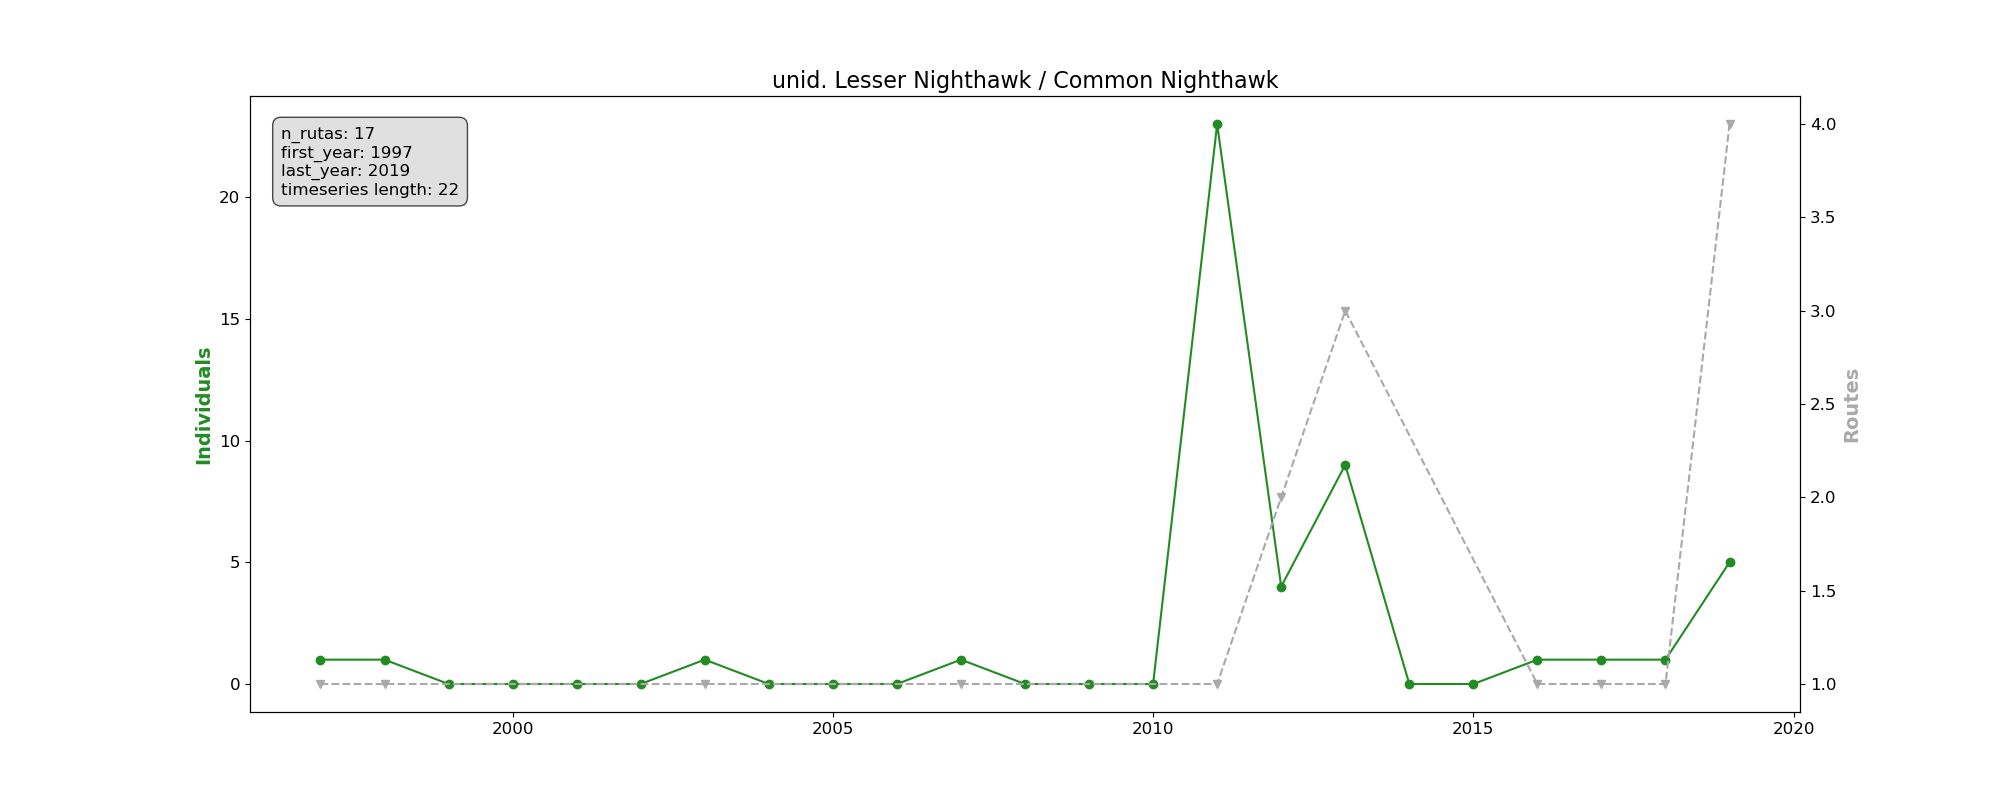 unid. Lesser Nighthawk / Common Nighthawk
n_rutas: 17
first_year: 1997
last_year: 2019
timeseries length: 22
20
15
10
5
0
Individuals
4.0
3.5
3.0
2.5
2.0
1.5
1.0
Routes
2000 2005 2010 2015 2020